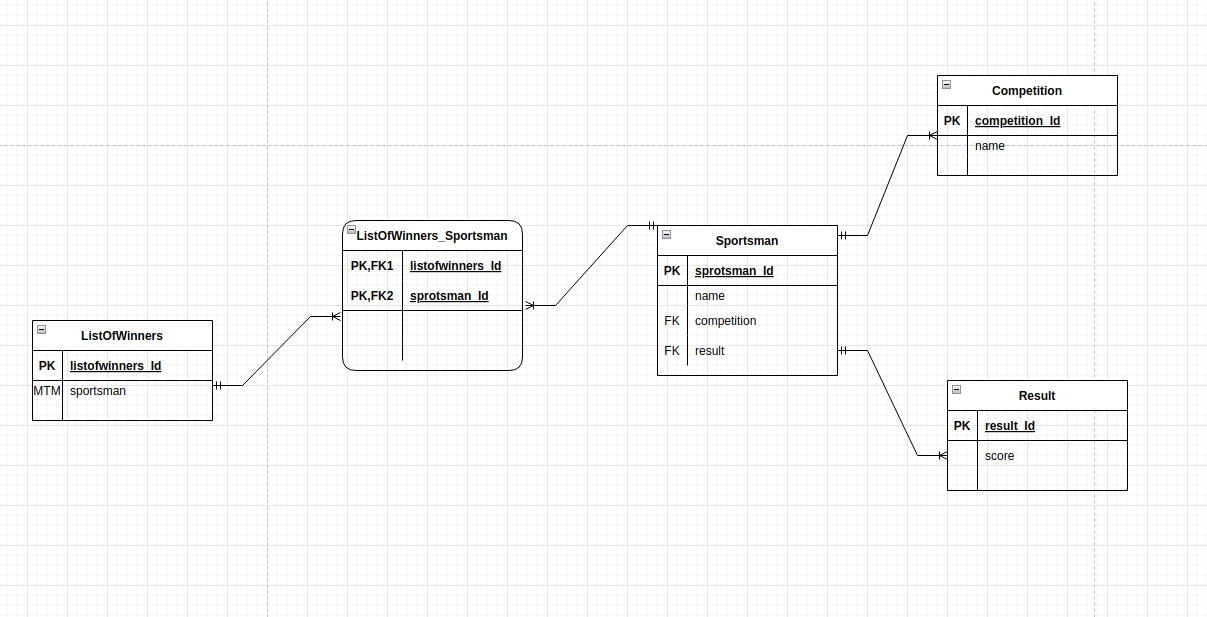 Competition
PK competition_Id
name
ListOfWinners_Sportsman
PK,FK1 listofwinners_Id
PK,FK2 sprotsman_Id
Sportsman
PK sprotsman_Id
name
FK competition
FK result
ListOfWinners
PK listofwinners_Id
MTM sportsman
Result
PK result_Id
score